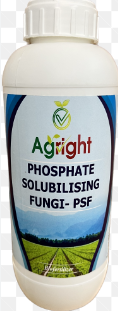 Agright
PHOSPHATE
SOLUBILISING
FUNGI- PSF